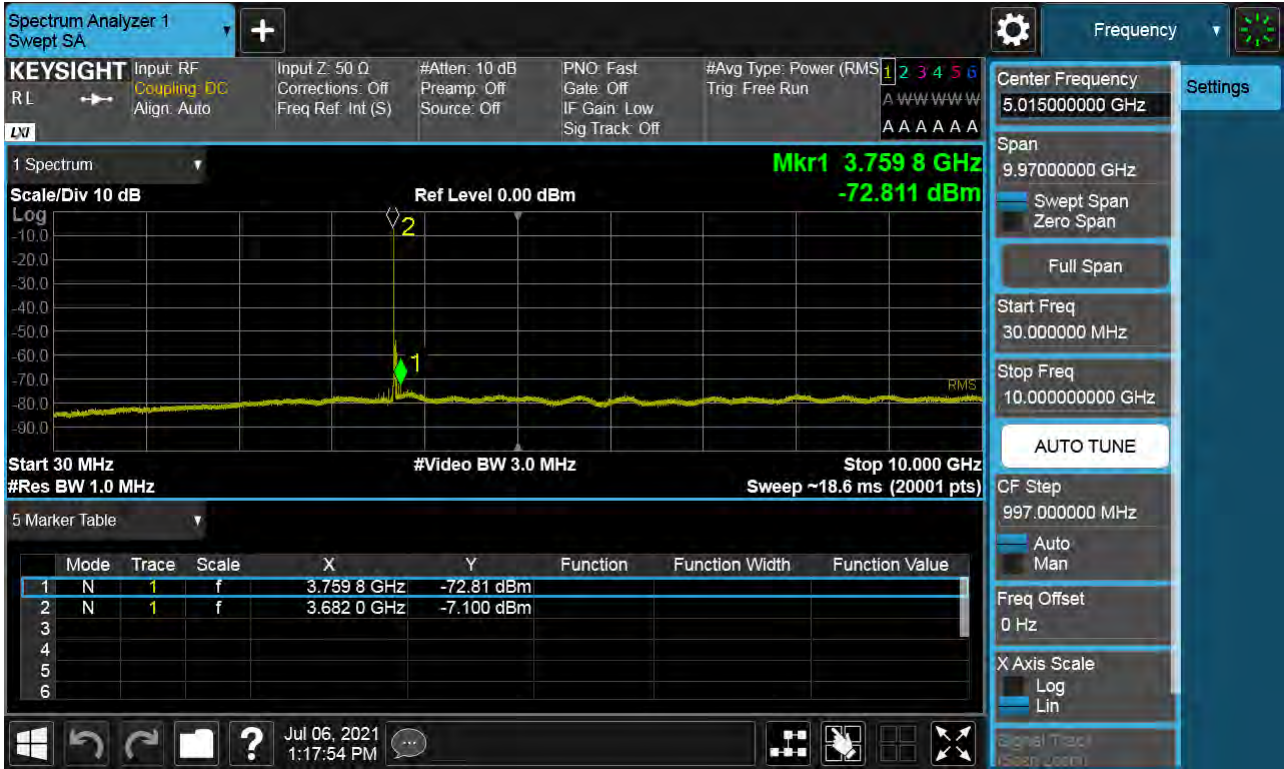 Spectrum Analyzer 1
Swept SA
+
Frequency
KEYSIGHT
RL
LXI
Input: RF
Coupling: DC
Align: Auto
Input Z: 50 Ω
Corrections: Off
Freq Ref: Int (S)
#Atten: 10 dB
Preamp: Off
Source: Off
PNO: Fast
Gate: Off
IF Gain: Low
Sig Track: Off
#Avg Type: Power (RMS
Trig: Free Run
1 2 3 4 5 6
A W W W W W
A A A A A A
1 Spectrum
Mkr1 3.759 8 GHz
Scale/Div 10 dB
Ref Level 0.00 dBm
-72.811 dBm
Log
2
-10.0
-20.0
-30.0
-40.0
-50.0
-60.0
1
-70.0
RMS
-80.0
-90.0
Start 30 MHz
#Video BW 3.0 MHz
Stop 10.000 GHz
#Res BW 1.0 MHz
Sweep ~18.6 ms (20001 pts)
5 Marker Table
Mode Trace Scale X Y Function Function Width Function Value
1 N 1 f 3.759 8 GHz -72.81 dBm
2 N 1 f 3.682 0 GHz -7.100 dBm
3
4
5
6
Center Frequency
5.015000000 GHz
Settings
Span
9.97000000 GHz
Swept Span
Zero Span
Full Span
Start Freq
30.000000 MHz
Stop Freq
10.000000000 GHz
AUTO TUNE
CF Step
997.000000 MHz
Auto
Man
Freq Offset
0 Hz
X Axis Scale
Log
Lin
Signal Track
(Span Zoom)
?
Jul 06, 2021
1:17:54 PM